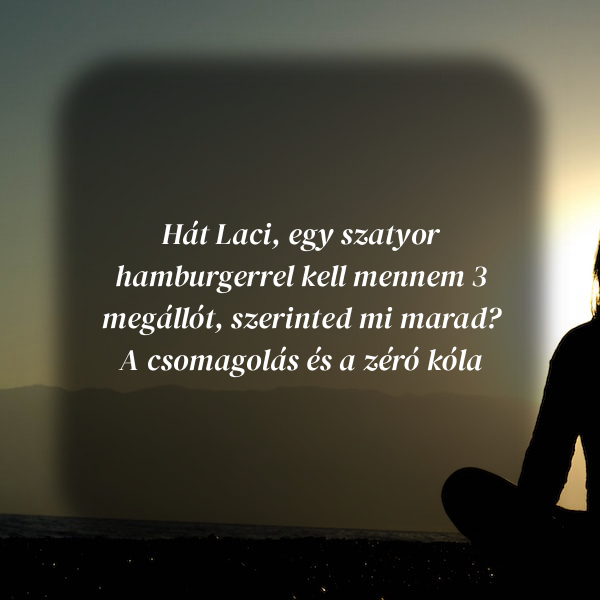 Hát Laci, egy szatyor
hamburgerrel kell mennem 3
megállót, szerinted mi marad?
A csomagolás és a zéró kóla